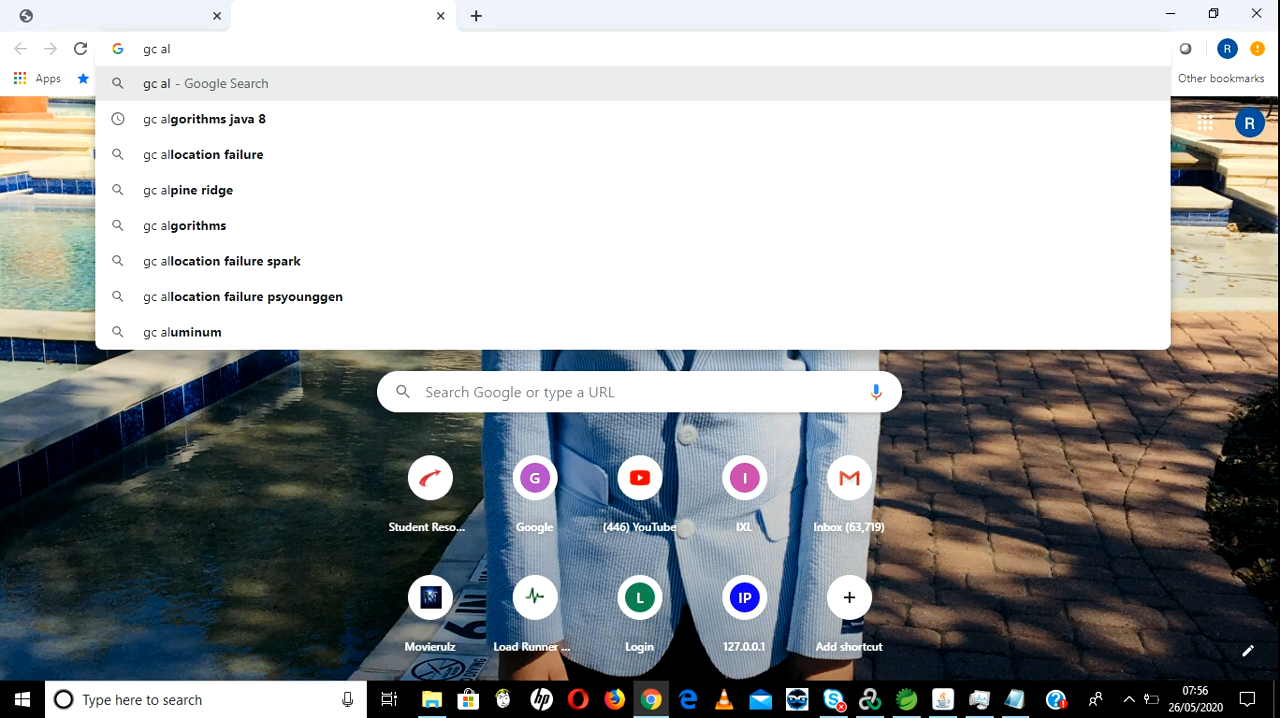 gc al
Apps
Other bookmarks
gc al - Google Search
gc algorithms java 8
gc allocation failure
gc alpine ridge
gc algorithms
gc allocation failure spark
gc allocation failure psyounggen
gc aluminum
R
R
Search Google or type a URL
G
I
Student Reso...
Google
(446) YouTube
IXL
Inbox (63,719)
L
IP
Movierulz
Load Runner ...
Login
127.0.0.1
Add shortcut
Type here to search
hp
07:56
26/05/2020